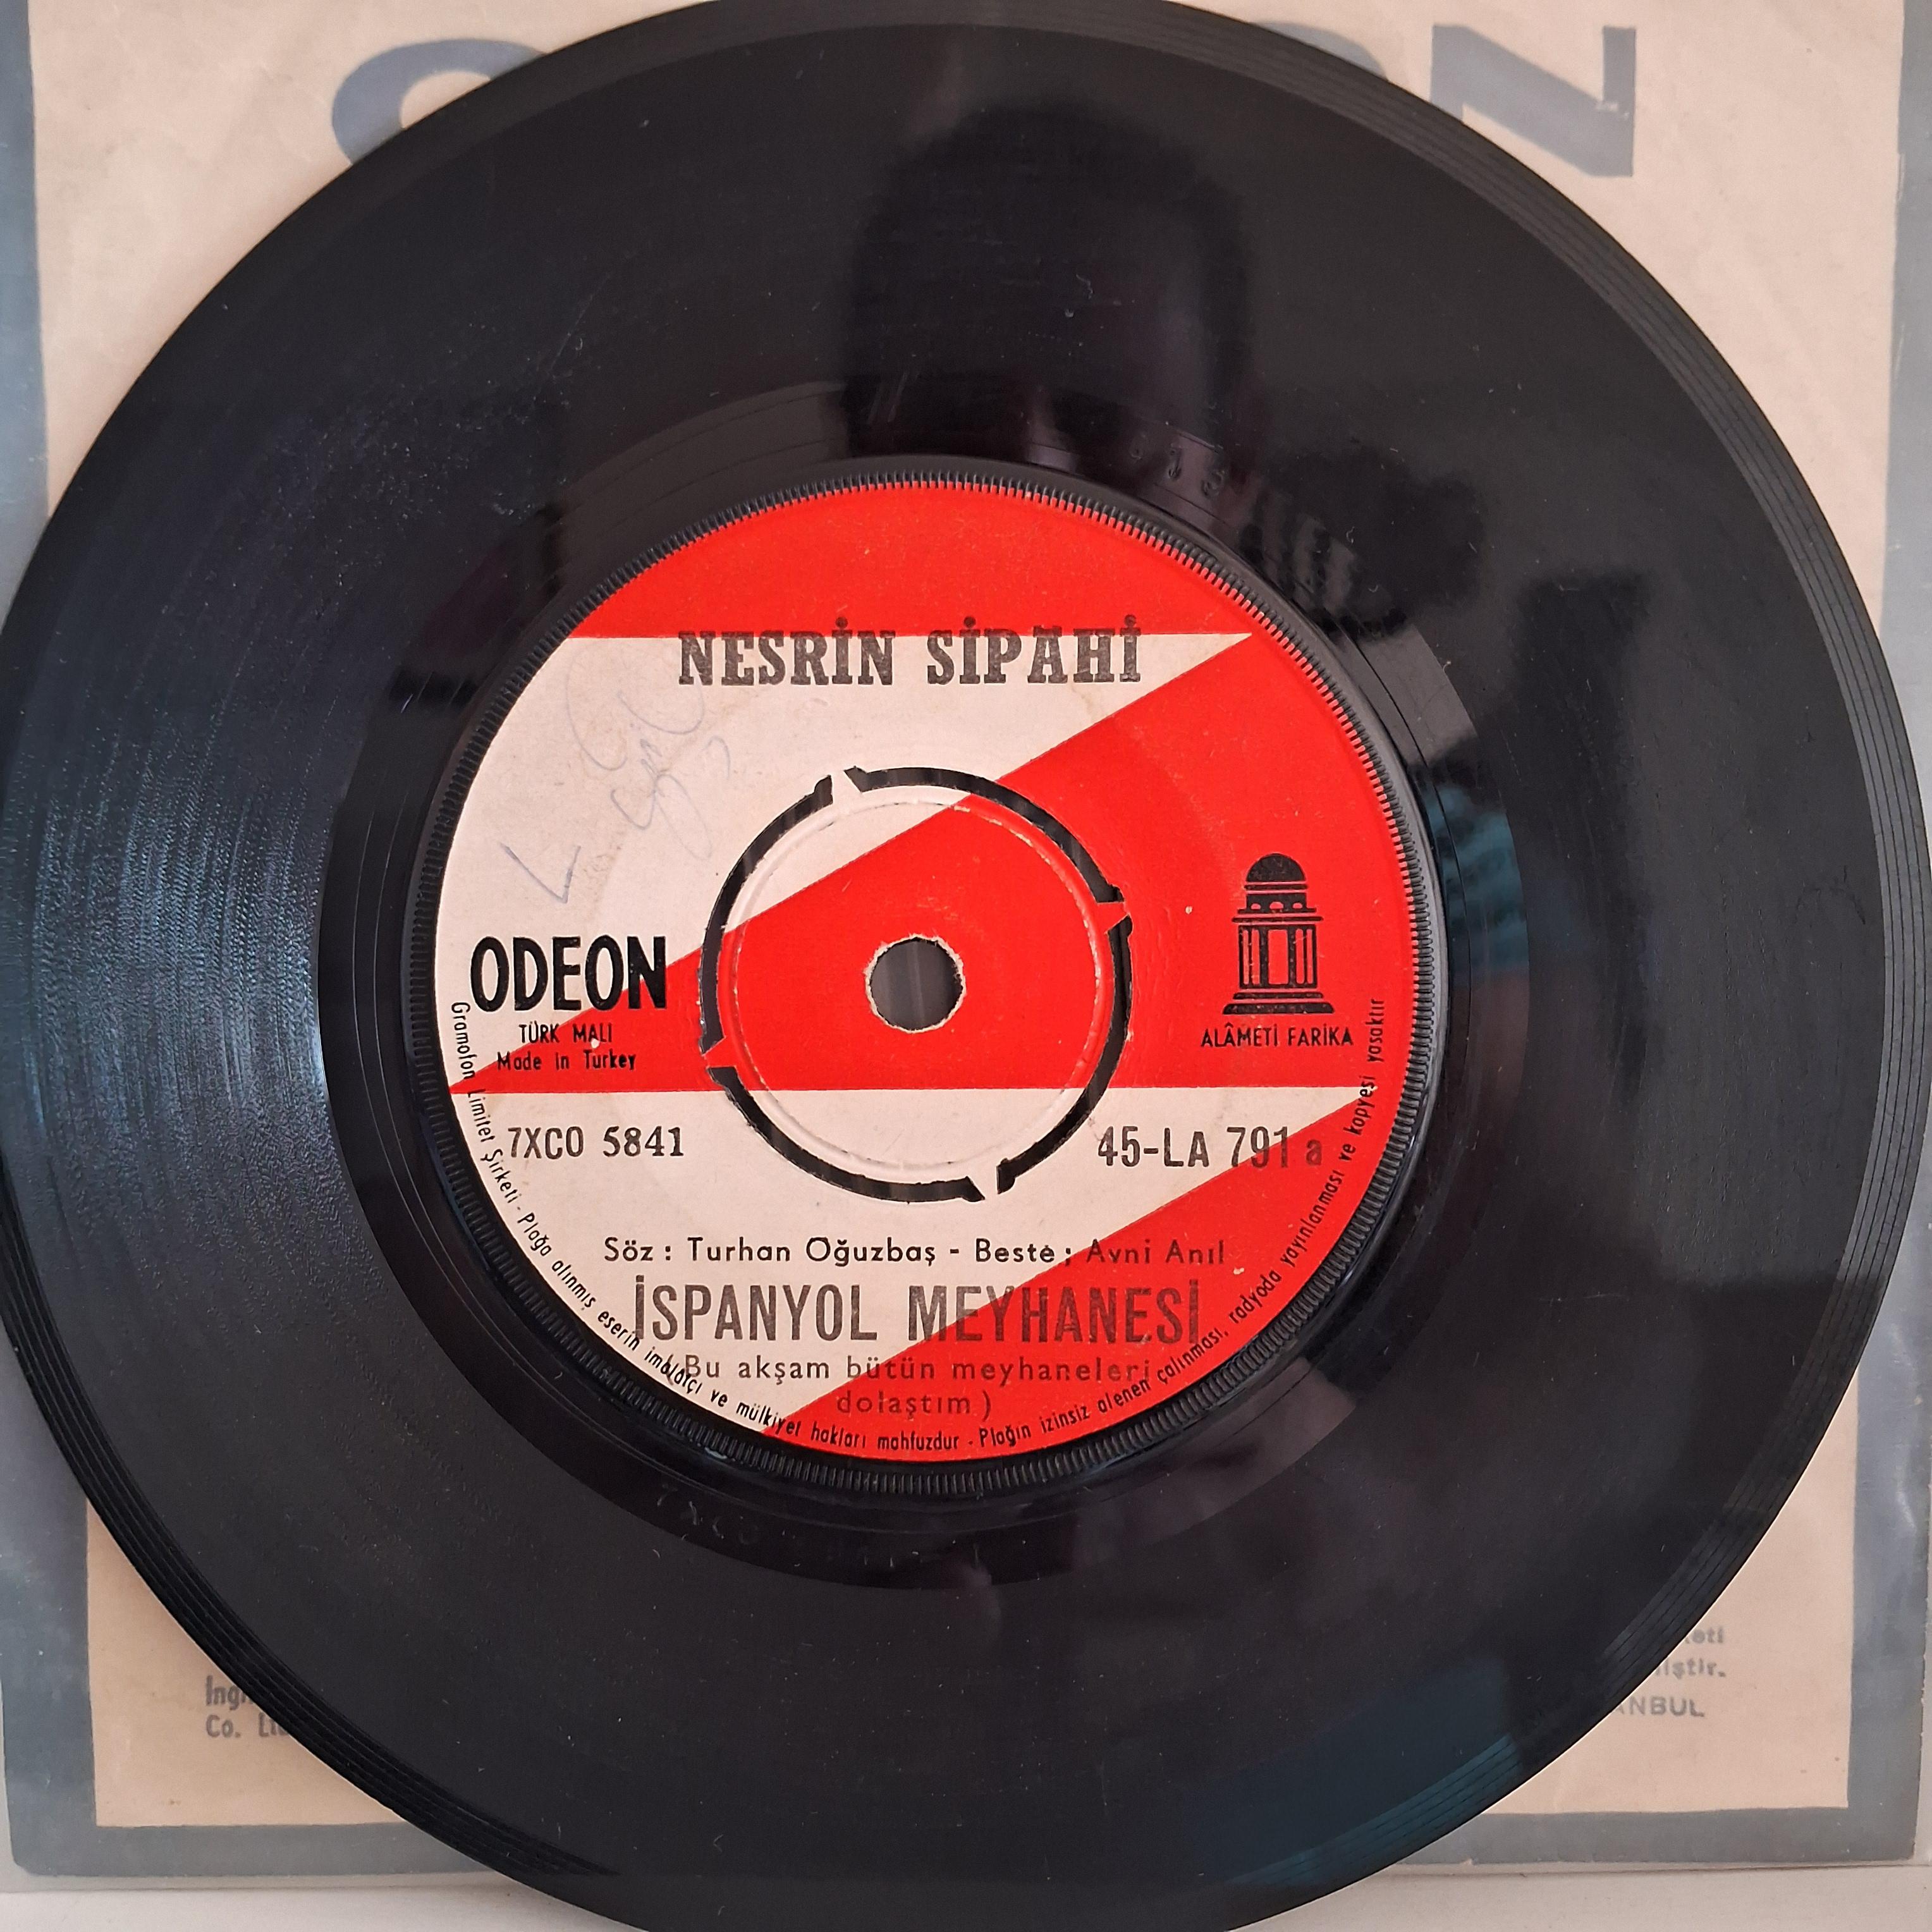 NESRİN SİPAHİ
ODEON
TÜRK MALI
Made in Turkey
ALÂMETİ FARİKA
7XCO 5841
45-LA 791 a
Söz : Turhan Oğuzbaş - Beste ; Avni Anıl
İSPANYOL MEYHANESİ
( Bu akşam bütün meyhaneleri
dolaştım )
Gramofon Limitet Şirketi - Plağa alınmış eserin imalâtçı ve mülkiyet hakları mahfuzdur - Plağın izinsiz alenen çalınması, radyoda yayınlanması ve kopyesi yasaktır
Co.